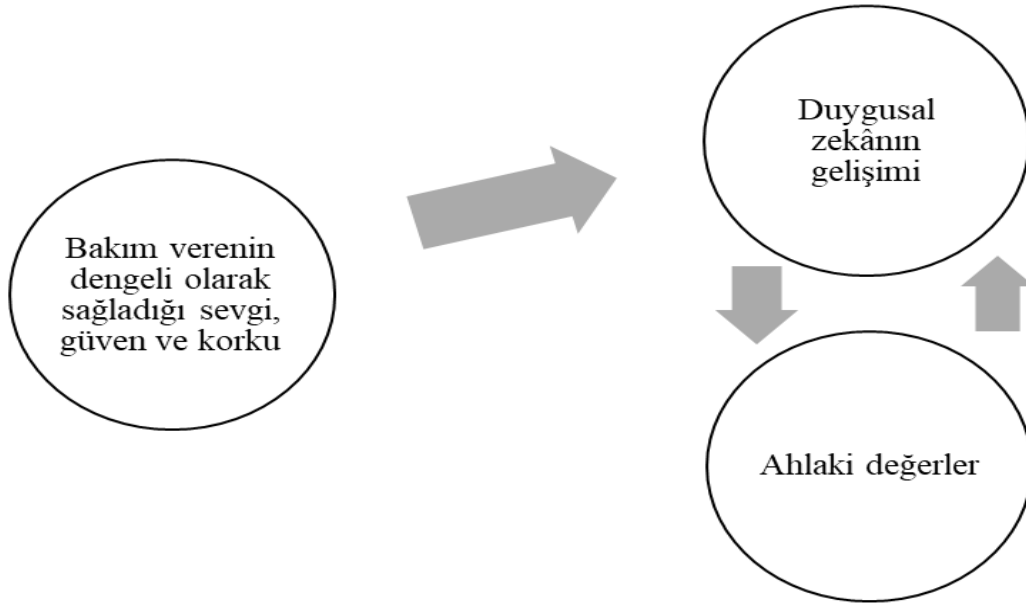 Bakım verenin
dengeli olarak
sağladığı sevgi,
güven ve korku
Duygusal
zekânın
gelişimi
Ahlaki değerler